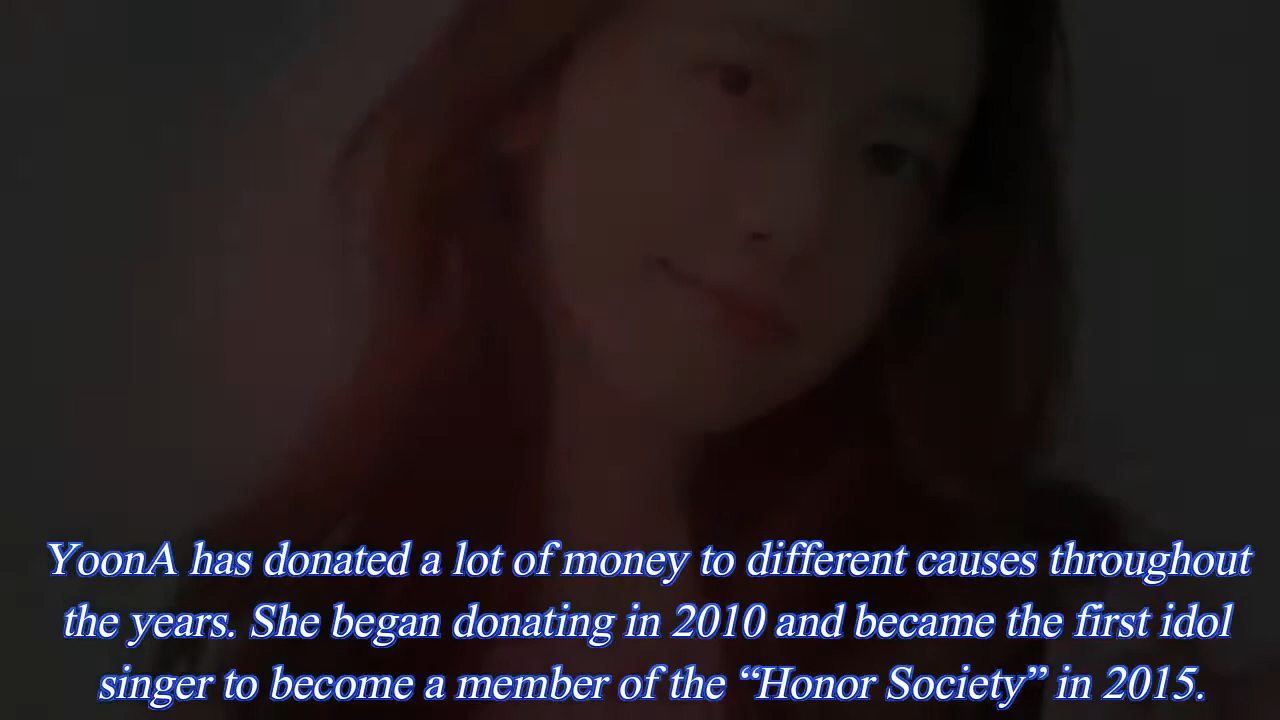 YoonA has donated a lot of money to different causes throughout
the years. She began donating in 2010 and became the first idol
singer to become a member of the “Honor Society” in 2015.